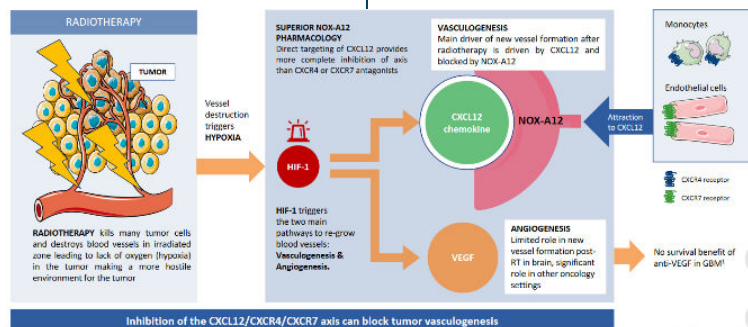 RADIOTHERAPY
TUMOR
RADIOTHERAPY kills many tumor cells
and destroys blood vessels in irradiated
zone leading to lack of oxygen (hypoxia)
in the tumor making a more hostile
environment for the tumor
Vessel
destruction
triggers
HYPOXIA
SUPERIOR NOX-A12
PHARMACOLOGY
Direct targeting of CXCL12 provides
more complete inhibition of axis
than CXCR4 or CXCR7 antagonists
HIF-1
HIF-1 triggers
the two main
pathways to re-grow
blood vessels:
Vasculogenesis &
Angiogenesis.
VASCULOGENESIS
Main driver of new vessel formation after
radiotherapy is driven by CXCL12 and
blocked by NOX-A12
CXCL12
chemokine
NOX-A12
VEGF
ANGIOGENESIS
Limited role in new
vessel formation post-
RT in brain, significant
role in other oncology
settings
Attraction
to CXCL12
Monocytes
Endothelial cells
CXCR4 receptor
CXCR7 receptor
No survival benefit of
anti-VEGF in GBM¹
Inhibition of the CXCL12/CXCR4/CXCR7 axis can block tumor vasculogenesis